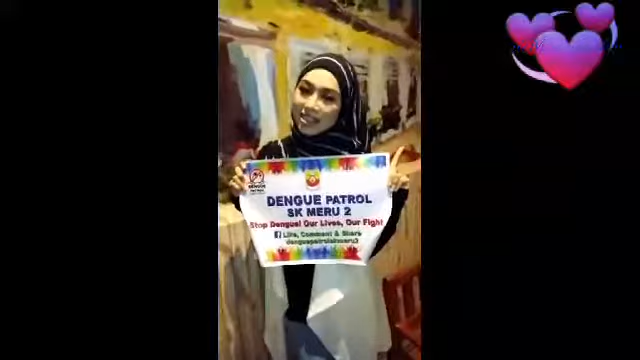 DENGUE PATROL
SK MERU 2
Stop Dengue! Our Lives, Our Fight
Like, Comment & Share
denguepatrolskmeru2